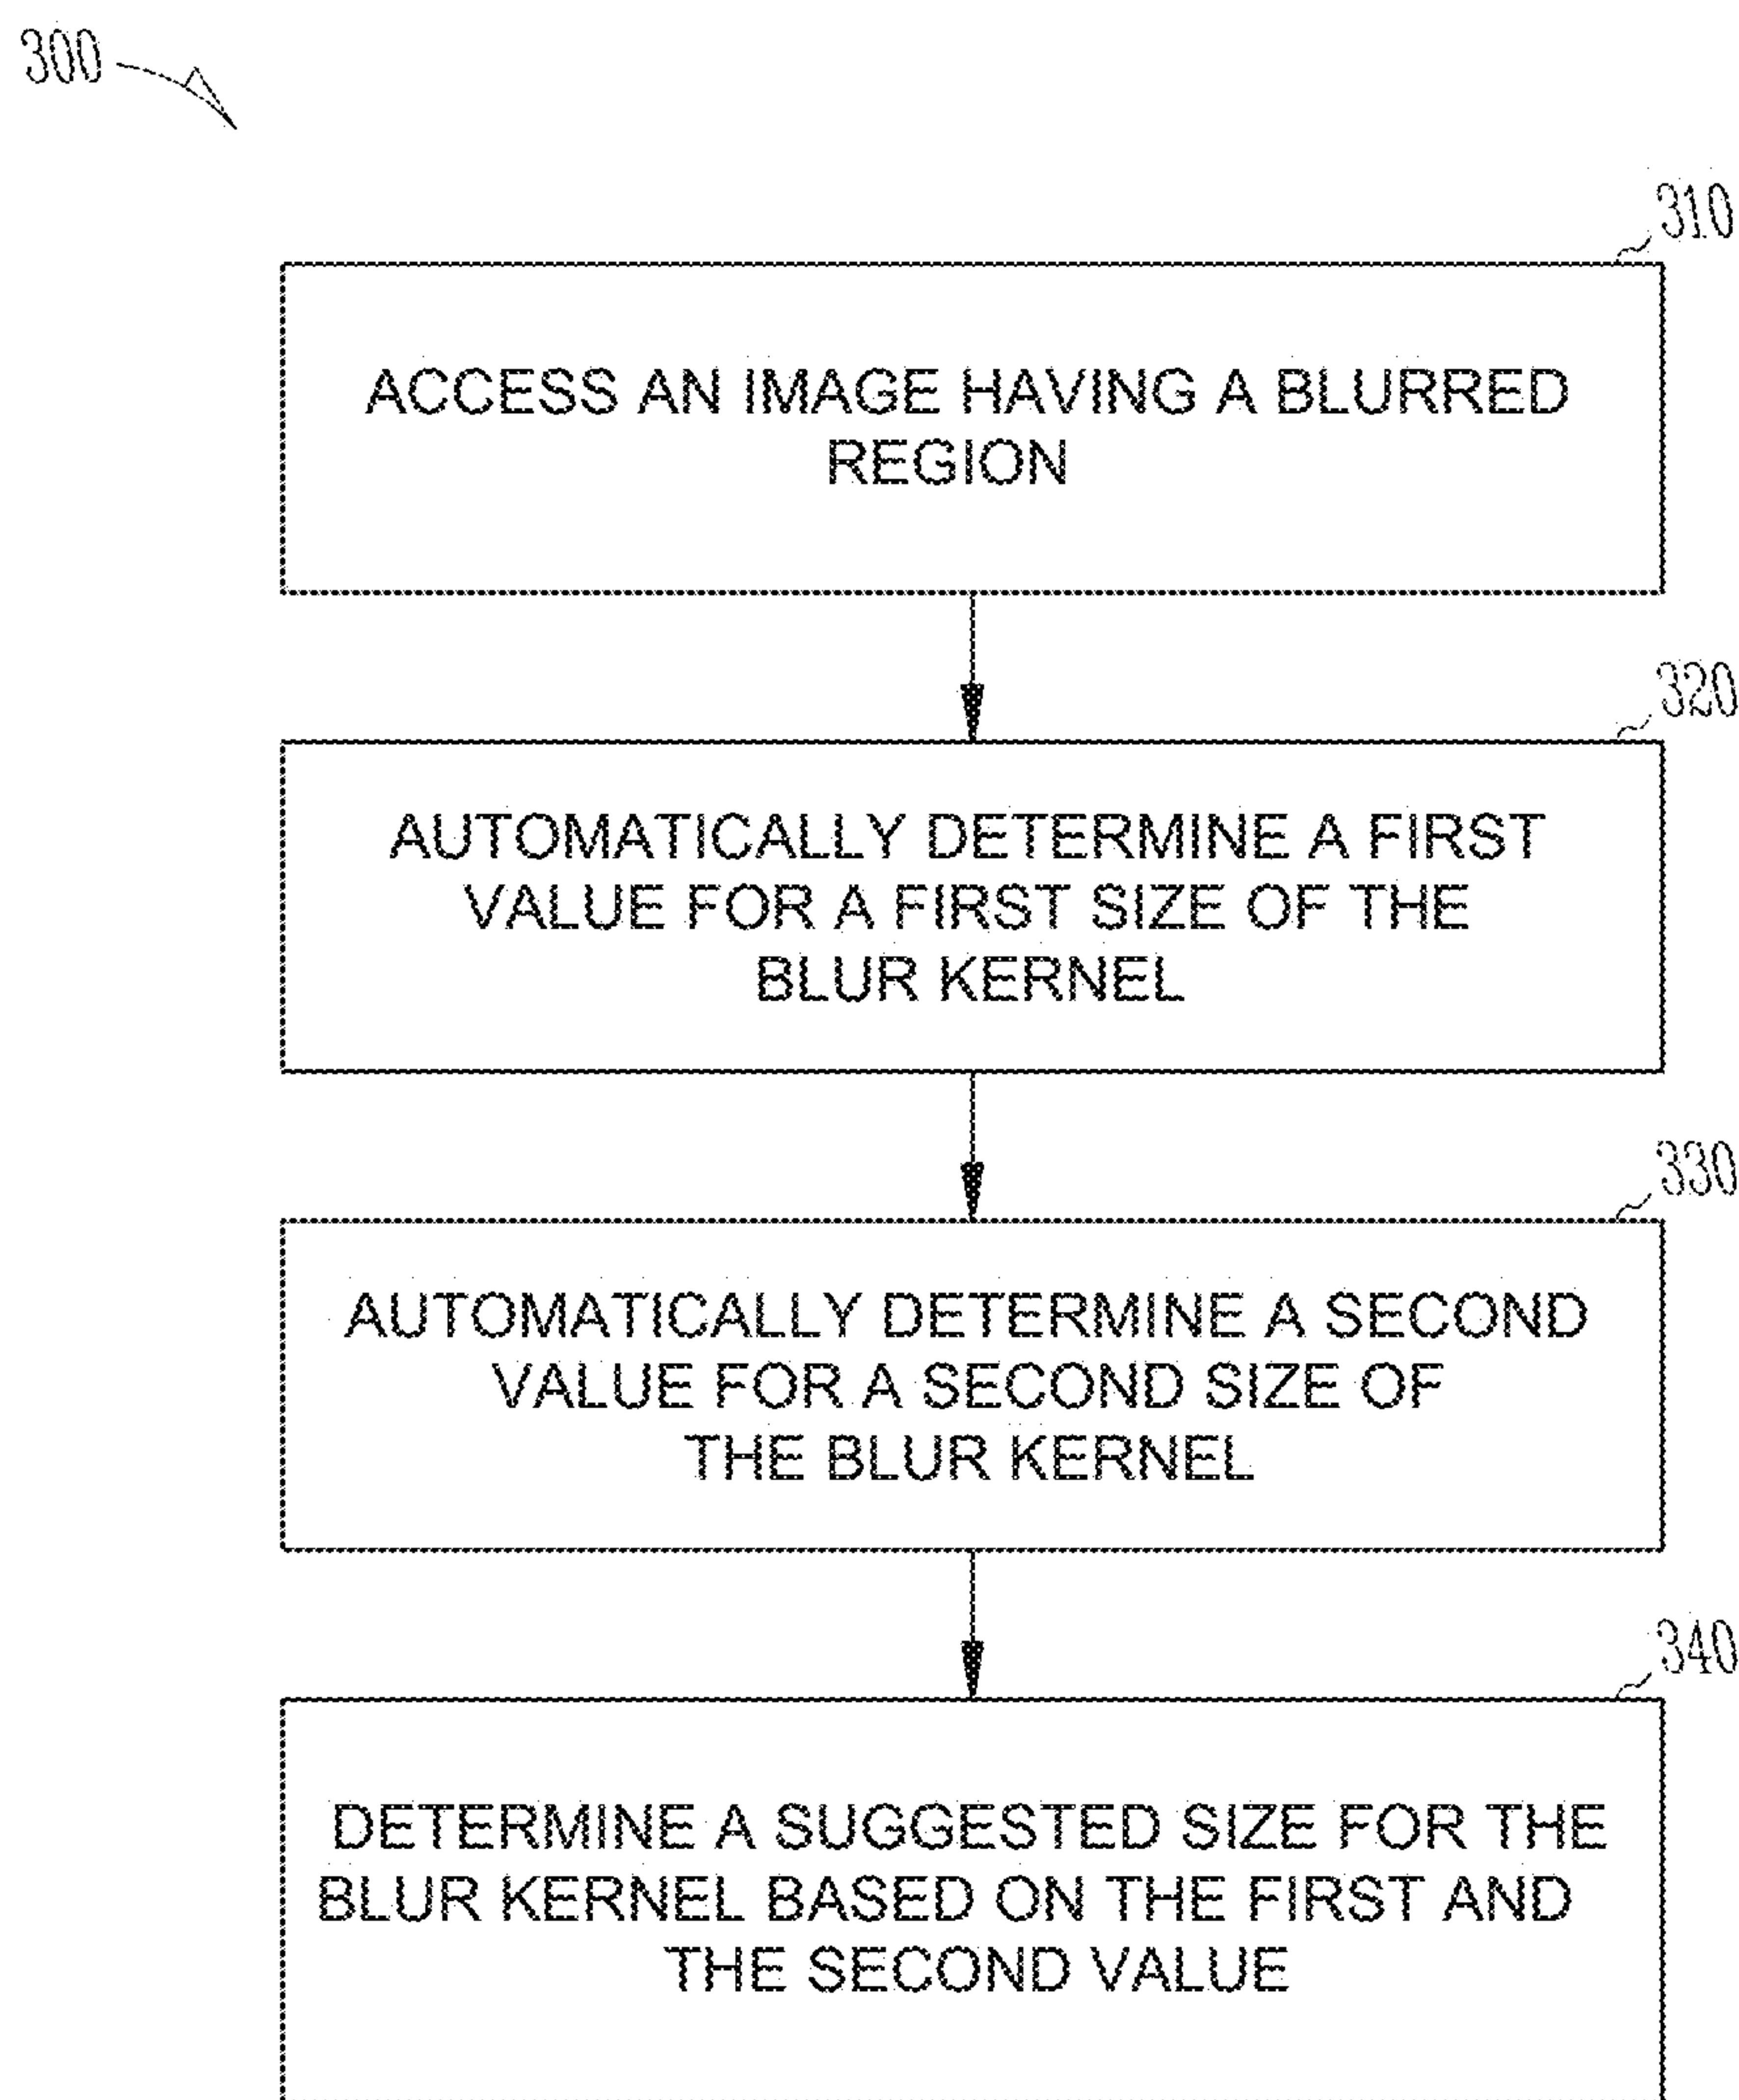 300
310
ACCESS AN IMAGE HAVING A BLURRED
REGION
320
AUTOMATICALLY DETERMINE A FIRST
VALUE FOR A FIRST SIZE OF THE
BLUR KERNEL
330
AUTOMATICALLY DETERMINE A SECOND
VALUE FOR A SECOND SIZE OF
THE BLUR KERNEL
340
DETERMINE A SUGGESTED SIZE FOR THE
BLUR KERNEL BASED ON THE FIRST AND
THE SECOND VALUE